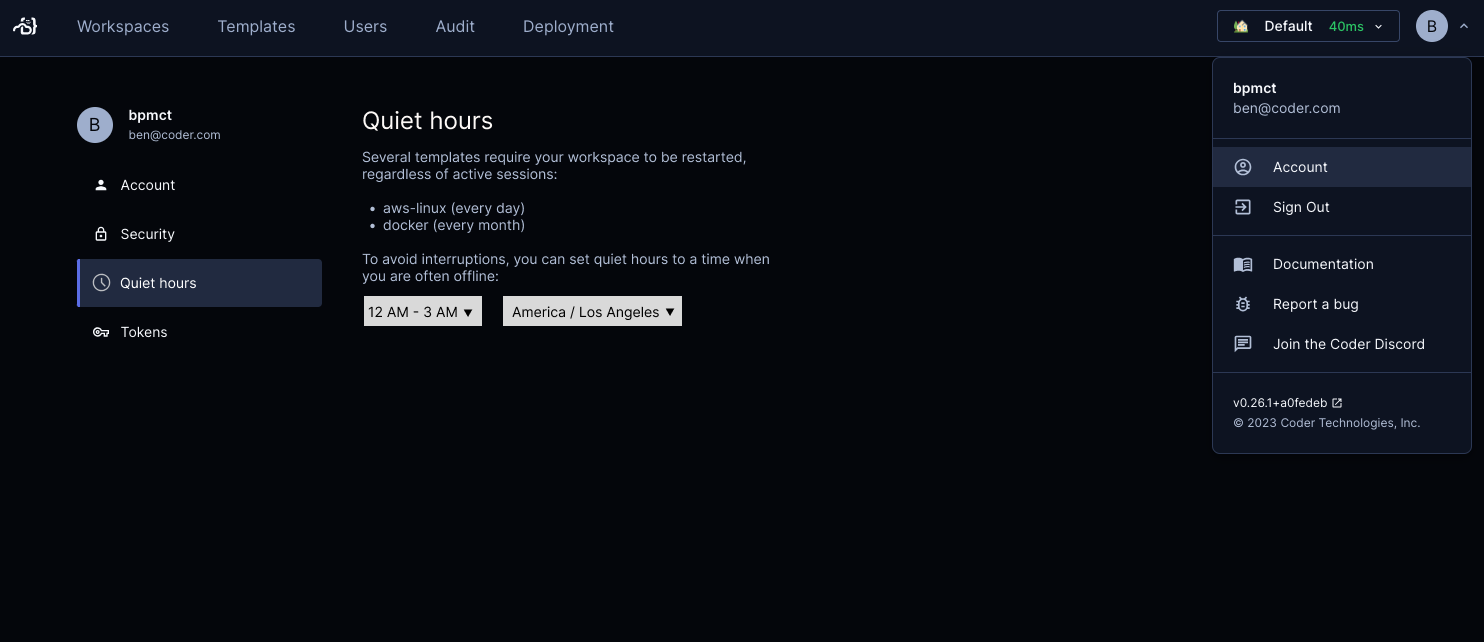 Workspaces Templates Users Audit Deployment Default 40ms B
B
bpmct
ben@coder.com
Account
Security
Quiet hours
Tokens
Quiet hours
Several templates require your workspace to be restarted,
regardless of active sessions:
• aws-linux (every day)
• docker (every month)
To avoid interruptions, you can set quiet hours to a time when
you are often offline:
12 AM - 3 AM ▼ America / Los Angeles ▼
bpmct
ben@coder.com
Account
Sign Out
Documentation
Report a bug
Join the Coder Discord
v0.26.1+a0fedeb
© 2023 Coder Technologies, Inc.